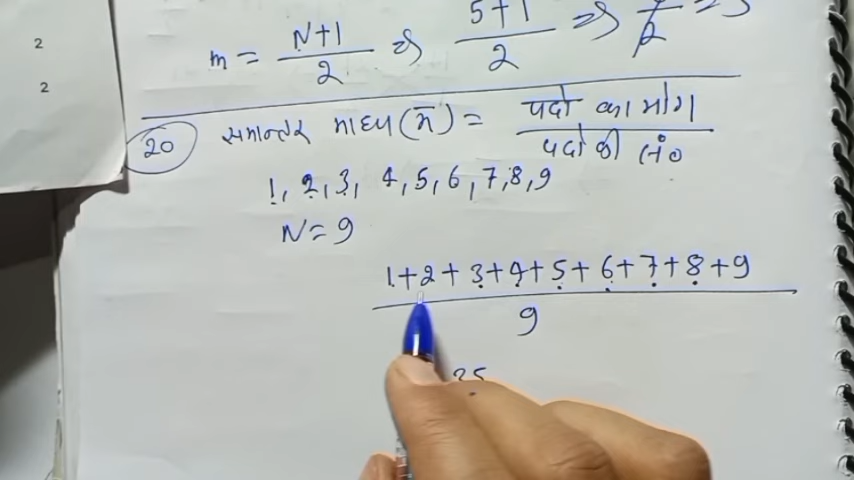 2
2
m = N+1/2 ⇒ 5+1/2 ⇒
20 समान्तर माध्य (x̄) = पदो का योग/पदो की सं०
1, 2, 3, 4, 5, 6, 7, 8, 9
N = 9
1+2+3+4+5+6+7+8+9
9
35